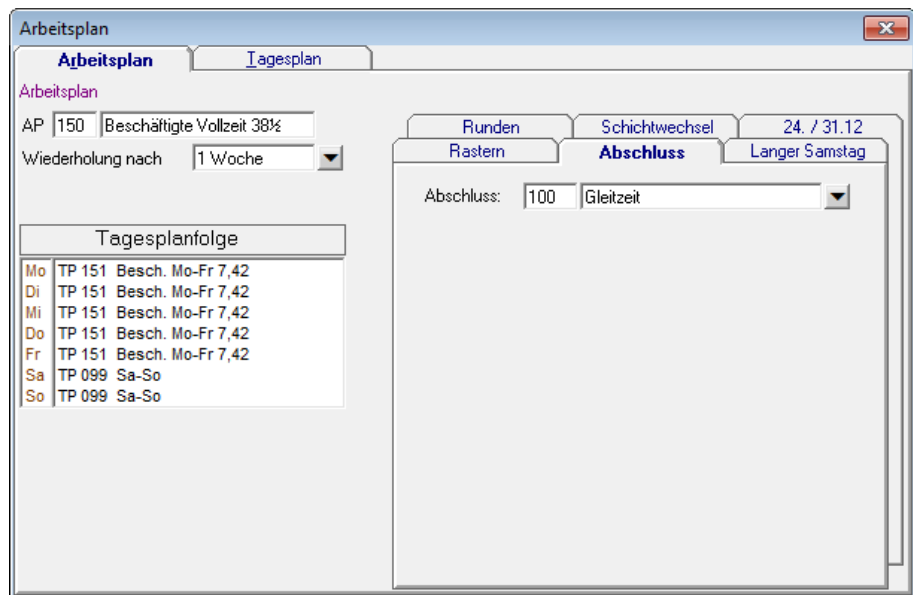 Arbeitsplan
Arbeitsplan Tagesplan
Arbeitsplan
AP 150 Beschäftigte Vollzeit 38½
Wiederholung nach 1 Woche
Tagesplanfolge
Mo TP 151 Besch. Mo-Fr 7,42
Di TP 151 Besch. Mo-Fr 7,42
Mi TP 151 Besch. Mo-Fr 7,42
Do TP 151 Besch. Mo-Fr 7,42
Fr TP 151 Besch. Mo-Fr 7,42
Sa TP 099 Sa-So
So TP 099 Sa-So
Runden Schichtwechsel 24. / 31.12
Rastern Abschluss Langer Samstag
Abschluss: 100 Gleitzeit